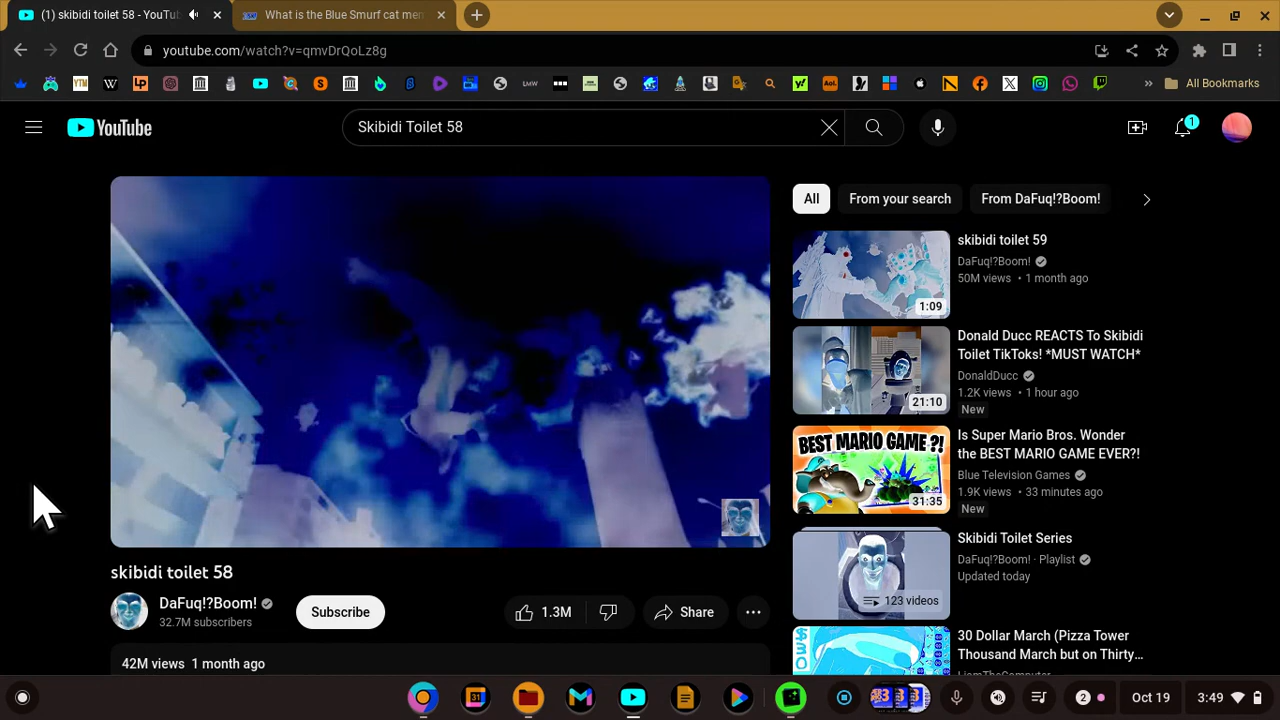 (1) skibidi toilet 58 - YouTu
What is the Blue Smurf cat men
youtube.com/watch?v=qmvDrQoLz8g
All Bookmarks
YouTube
Skibidi Toilet 58
1
All
From your search
From DaFuq!?Boom!
skibidi toilet 59
DaFuq!?Boom!
50M views • 1 month ago
1:09
Donald Ducc REACTS To Skibidi
Toilet TikToks! *MUST WATCH*
DonaldDucc
1.2K views • 1 hour ago
21:10
New
BEST MARIO GAME ?!
Is Super Mario Bros. Wonder
the BEST MARIO GAME EVER?!
Blue Television Games
1.9K views • 33 minutes ago
31:35
New
Skibidi Toilet Series
DaFuq!?Boom! · Playlist
Updated today
123 videos
30 Dollar March (Pizza Tower
Thousand March but on Thirty...
LiamTheComputer
skibidi toilet 58
DaFuq!?Boom!
32.7M subscribers
Subscribe
1.3M
Share
42M views 1 month ago
31
2
Oct 19
3:49